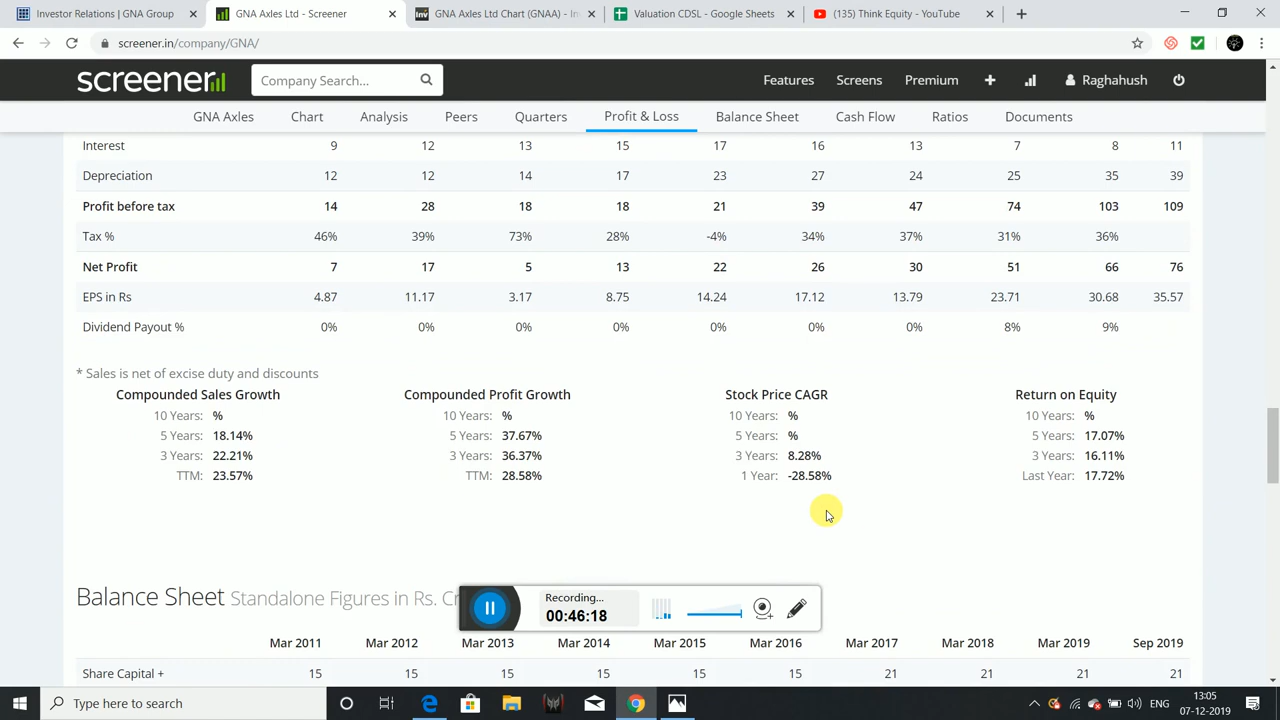 Investor Relations I GNA Group
GNA Axles Ltd - Screener
GNA Axles Ltd Chart (GNAA) - In
Valuation CDSL - Google Sheets
(155) Think Equity - YouTube
screener.in/company/GNA/
screener
Company Search...
Features Screens Premium Raghahush
GNA Axles Chart Analysis Peers Quarters Profit & Loss Balance Sheet Cash Flow Ratios Documents
Interest 9 12 13 15 17 16 13 7 8 11
Depreciation 12 12 14 17 23 27 24 25 35 39
Profit before tax 14 28 18 18 21 39 47 74 103 109
Tax % 46% 39% 73% 28% -4% 34% 37% 31% 36%
Net Profit 7 17 5 13 22 26 30 51 66 76
EPS in Rs 4.87 11.17 3.17 8.75 14.24 17.12 13.79 23.71 30.68 35.57
Dividend Payout % 0% 0% 0% 0% 0% 0% 0% 8% 9%
* Sales is net of excise duty and discounts
Compounded Sales Growth Compounded Profit Growth Stock Price CAGR Return on Equity
10 Years: % 10 Years: % 10 Years: % 10 Years: %
5 Years: 18.14% 5 Years: 37.67% 5 Years: % 5 Years: 17.07%
3 Years: 22.21% 3 Years: 36.37% 3 Years: 8.28% 3 Years: 16.11%
TTM: 23.57% TTM: 28.58% 1 Year: -28.58% Last Year: 17.72%
Balance Sheet Standalone Figures in Rs. Cr
Recording...
00:46:18
Mar 2011 Mar 2012 Mar 2013 Mar 2014 Mar 2015 Mar 2016 Mar 2017 Mar 2018 Mar 2019 Sep 2019
Share Capital + 15 15 15 15 15 15 21 21 21 21
Type here to search
13:05
07-12-2019